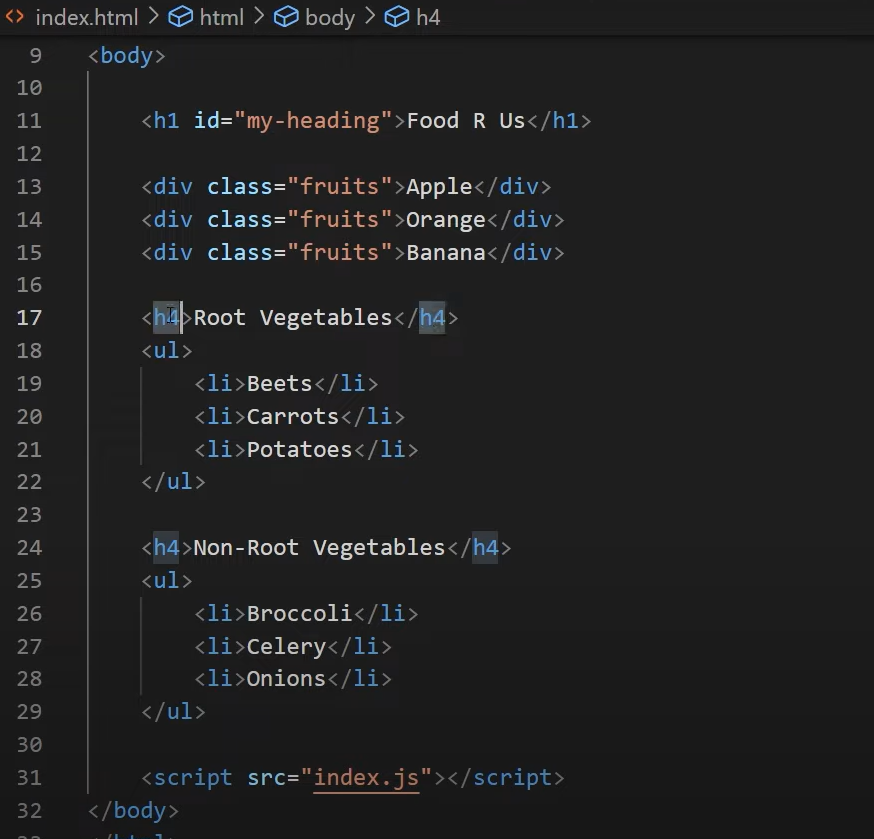 index.html > html > body > h4
9 <body>
10
11 <h1 id="my-heading">Food R Us</h1>
12
13 <div class="fruits">Apple</div>
14 <div class="fruits">Orange</div>
15 <div class="fruits">Banana</div>
16
17 <h4>Root Vegetables</h4>
18 <ul>
19 <li>Beets</li>
20 <li>Carrots</li>
21 <li>Potatoes</li>
22 </ul>
23
24 <h4>Non-Root Vegetables</h4>
25 <ul>
26 <li>Broccoli</li>
27 <li>Celery</li>
28 <li>Onions</li>
29 </ul>
30
31 <script src="index.js"></script>
32 </body>